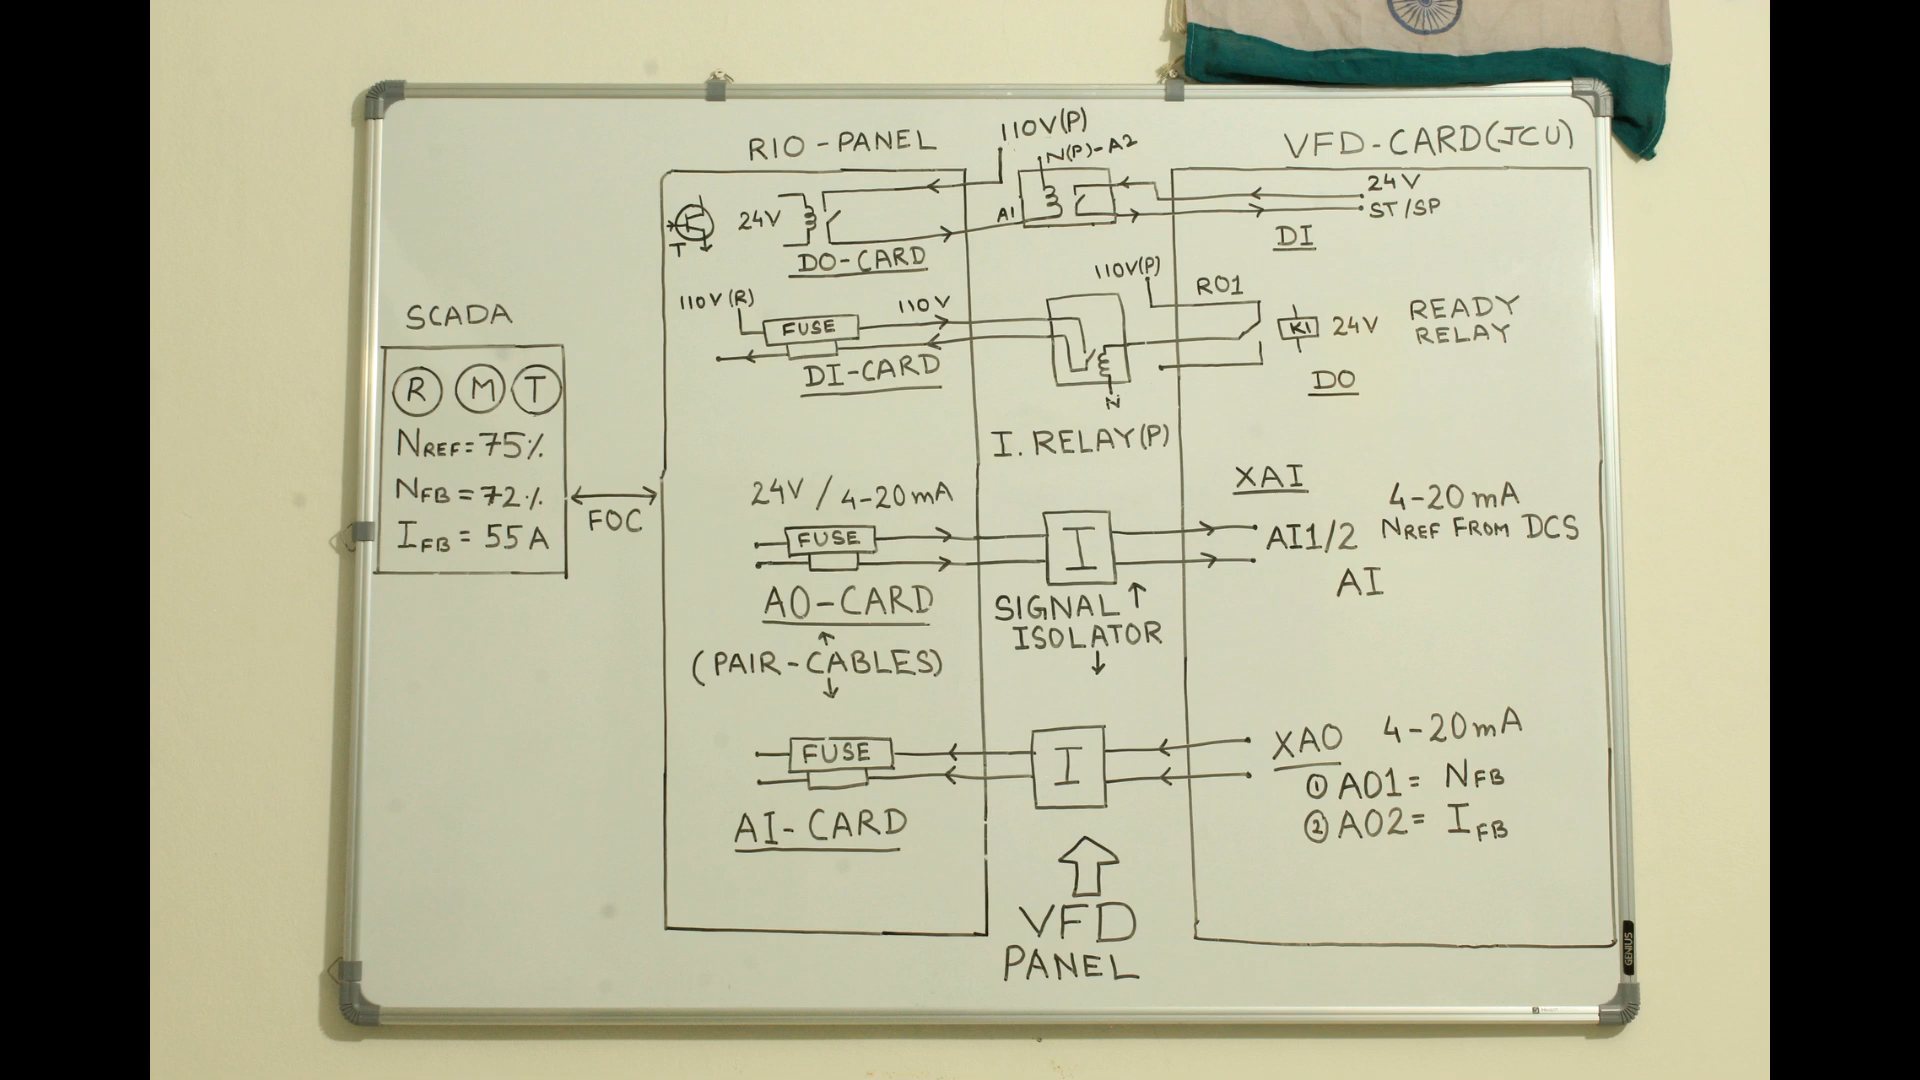 RIO-PANEL
110V(P)
N(P)-A2
VFD-CARD(JCU)
24V
T
A1
24V
ST/SP
DO-CARD
DI
110V(R)
FUSE
110V
DI-CARD
110V(P)
RO1
K1
24V
READY
RELAY
N
DO
I. RELAY(P)
SCADA
R M T
NREF=75%
NFB=72%
IFB=55A
FOC
24V/4-20mA
FUSE
AO-CARD
(PAIR-CABLES)
I
SIGNAL
ISOLATOR
XAI
4-20mA
AI1/2
NREF FROM DCS
AI
FUSE
AI-CARD
I
XAO
4-20mA
① AO1= NFB
② AO2= IFB
VFD
PANEL
GENIUS